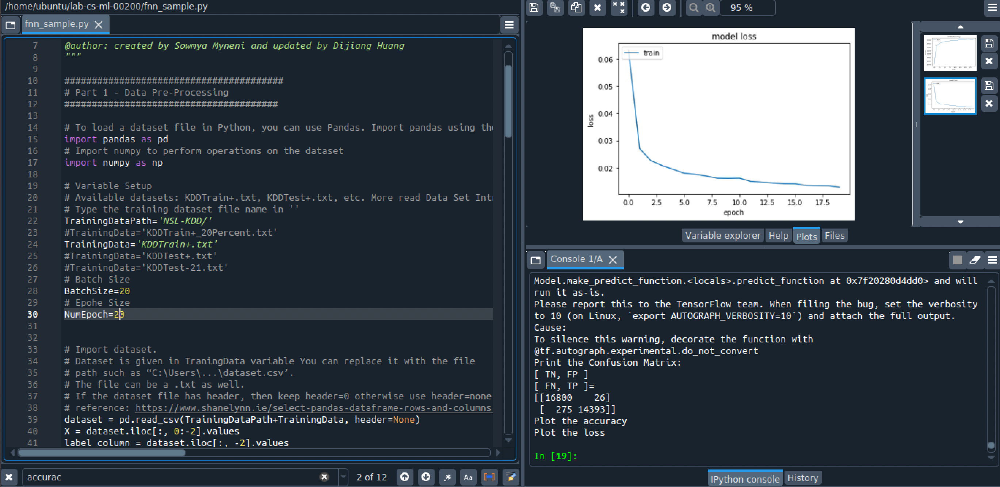 /home/ubuntu/lab-cs-ml-00200/fnn_sample.py
fnn_sample.py
7 @author: created by Sowmya Myneni and updated by Dijiang Huang
8 """
9
10 ########################################
11 # Part 1 - Data Pre-Processing
12 #######################################
13
14 # To load a dataset file in Python, you can use Pandas. Import pandas using the
15 import pandas as pd
16 # Import numpy to perform operations on the dataset
17 import numpy as np
18
19 # Variable Setup
20 # Available datasets: KDDTrain+.txt, KDDTest+.txt, etc. More read Data Set Int
21 # Type the training dataset file name in ''
22 TrainingDataPath='NSL-KDD/'
23 #TrainingData='KDDTrain+_20Percent.txt'
24 TrainingData='KDDTrain+.txt'
25 #TrainingData='KDDTest+.txt'
26 #TrainingData='KDDTest-21.txt'
27 # Batch Size
28 BatchSize=20
29 # Epohe Size
30 NumEpoch=20
31
32
33 # Import dataset.
34 # Dataset is given in TraningData variable You can replace it with the file
35 # path such as “C:\Users\...\dataset.csv’.
36 # The file can be a .txt as well.
37 # If the dataset file has header, then keep header=0 otherwise use header=none
38 # reference: https://www.shanelynn.ie/select-pandas-dataframe-rows-and-columns
39 dataset = pd.read_csv(TrainingDataPath+TrainingData, header=None)
40 X = dataset.iloc[:, 0:-2].values
41 label_column = dataset.iloc[:, -2].values
accurac
2 of 12
.*
Aa
95 %
model loss
train
loss
0.06
0.05
0.04
0.03
0.02
0.0 2.5 5.0 7.5 10.0 12.5 15.0 17.5
epoch
Variable explorer Help Plots Files
Console 1/A
Model.make_predict_function.<locals>.predict_function at 0x7f20280d4dd0> and will
run it as-is.
Please report this to the TensorFlow team. When filing the bug, set the verbosity
to 10 (on Linux, `export AUTOGRAPH_VERBOSITY=10`) and attach the full output.
Cause:
To silence this warning, decorate the function with
@tf.autograph.experimental.do_not_convert
Print the Confusion Matrix:
[ TN, FP ]
[ FN, TP ]=
[[16800    26]
 [  275 14393]]
Plot the accuracy
Plot the loss
In [19]:
IPython console History